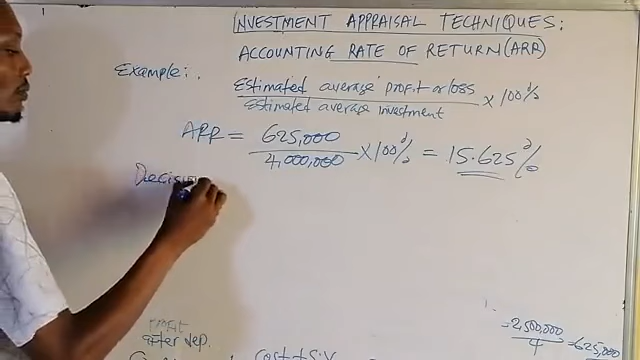 INVESTMENT APPRAISAL TECHNIQUES:
ACCOUNTING RATE OF RETURN (ARR)
Example:.
Estimated average profit or loss
Estimated average investment
× 100%
ARR = 625,000
4,000,000
× 100% = 15.625%
Decision
PROFIT
after dep.
= 2,500,000
4
= 625,000
Cost + S.V